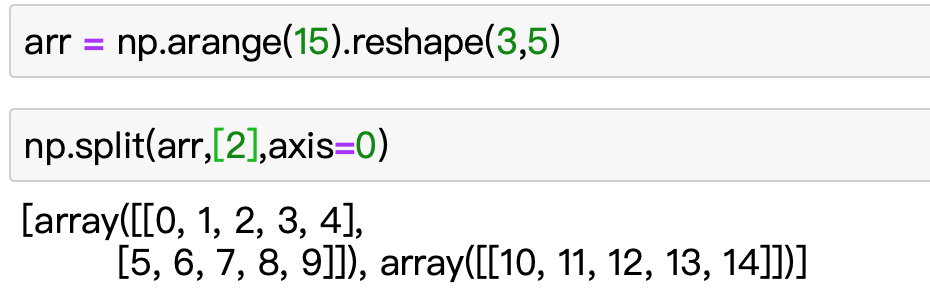 arr = np.arange(15).reshape(3,5)
np.split(arr,[2],axis=0)
[array([[0, 1, 2, 3, 4],
[5, 6, 7, 8, 9]]), array([[10, 11, 12, 13, 14]])]